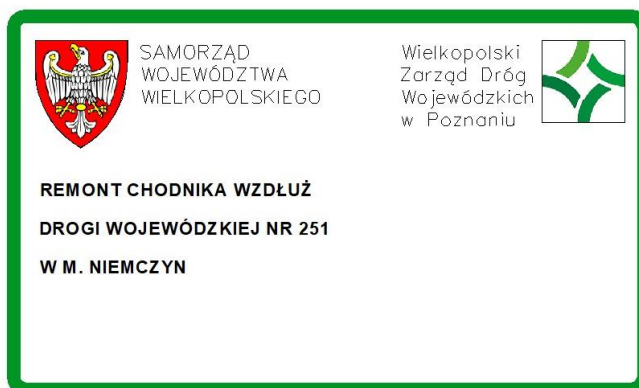 SAMORZĄD
WOJEWÓDZTWA
WIELKOPOLSKIEGO
Wielkopolski
Zarząd Dróg
Wojewódzkich
w Poznaniu
REMONT CHODNIKA WZDŁUŻ
DROGI WOJEWÓDZKIEJ NR 251
W M. NIEMCZYN